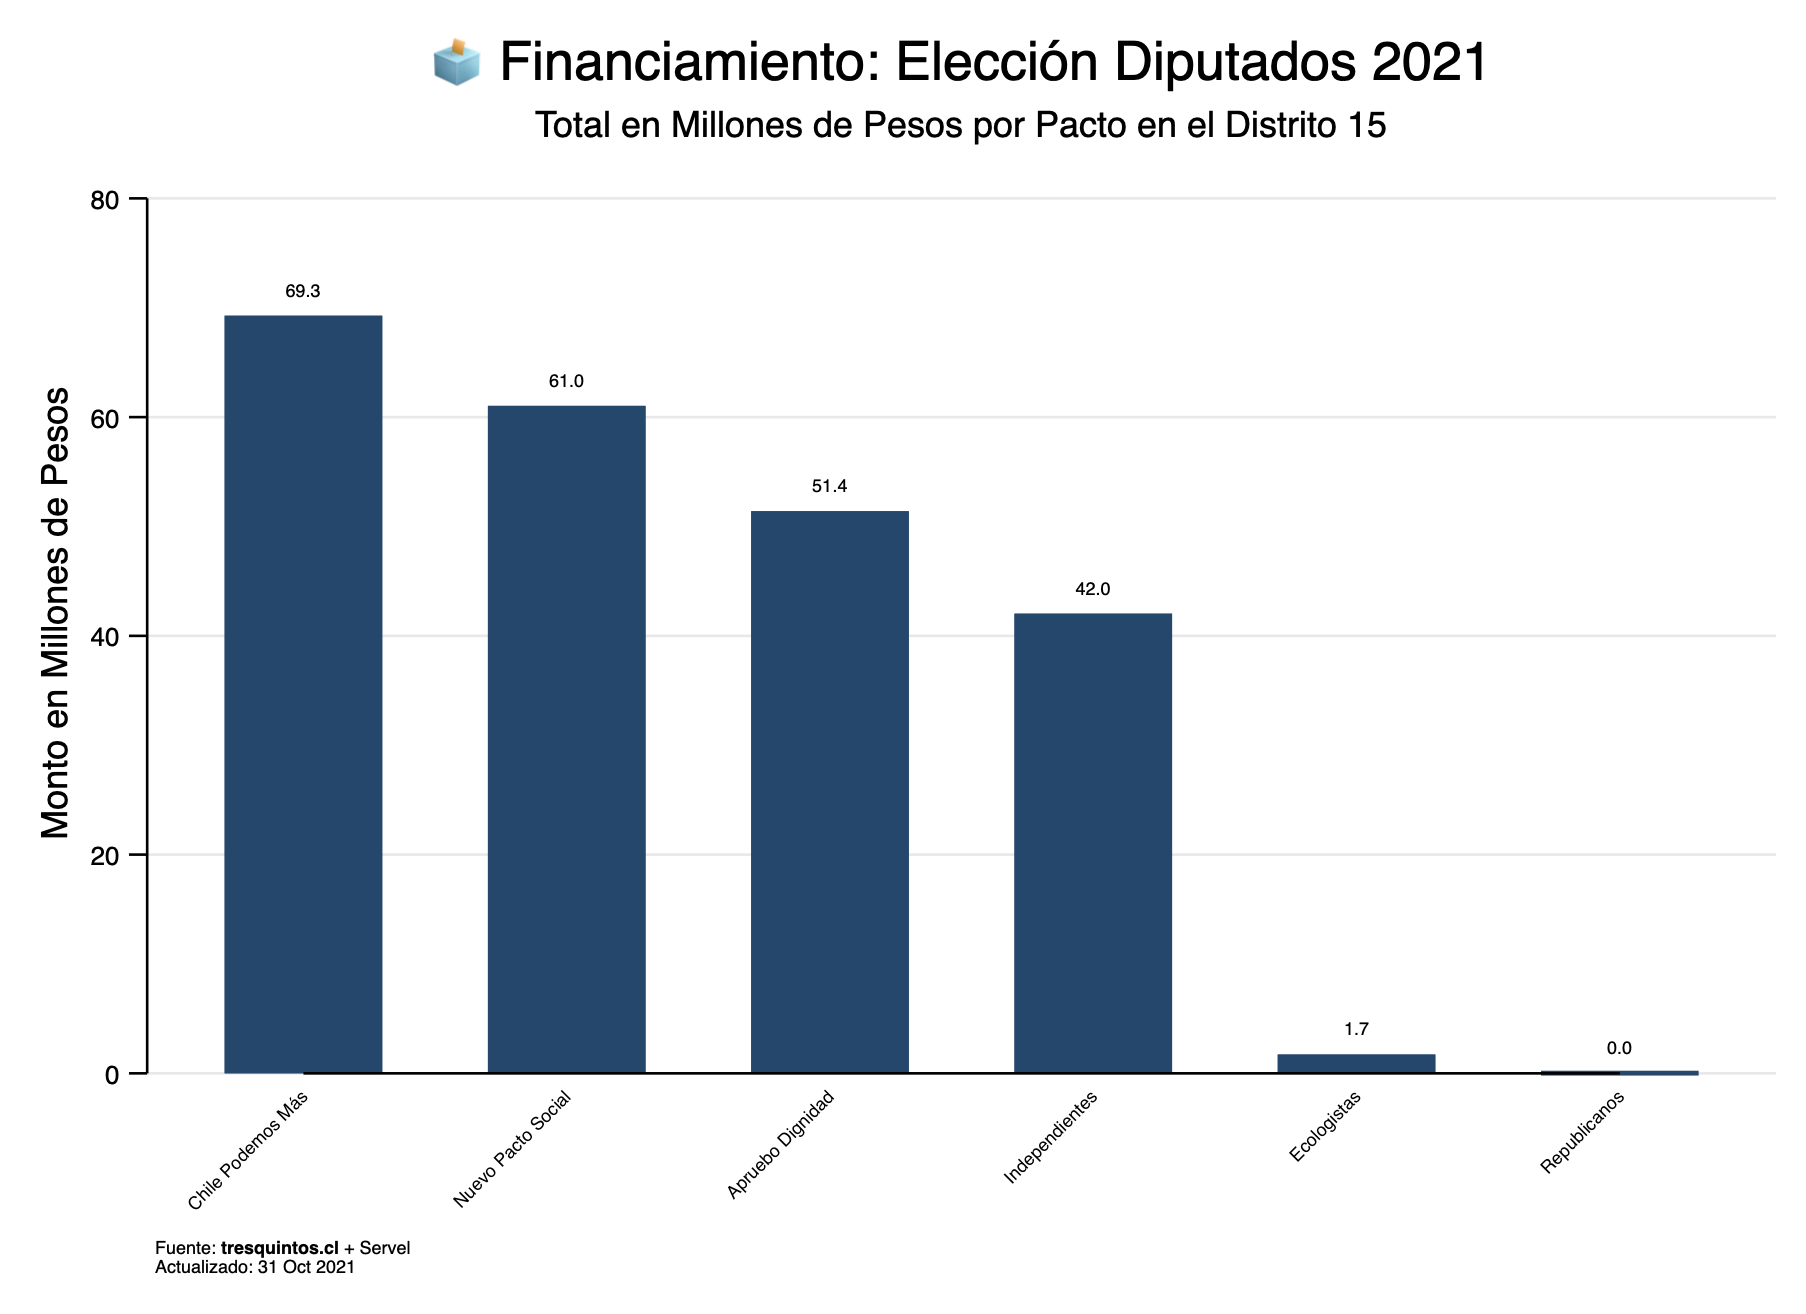 Financiamiento: Elección Diputados 2021
Total en Millones de Pesos por Pacto en el Distrito 15
Monto en Millones de Pesos
80
60
40
20
0
69.3
61.0
51.4
42.0
1.7
0.0
Chile Podemos Más
Nuevo Pacto Social
Apruebo Dignidad
Independientes
Ecologistas
Republicanos
Fuente: tresquintos.cl + Servel
Actualizado: 31 Oct 2021